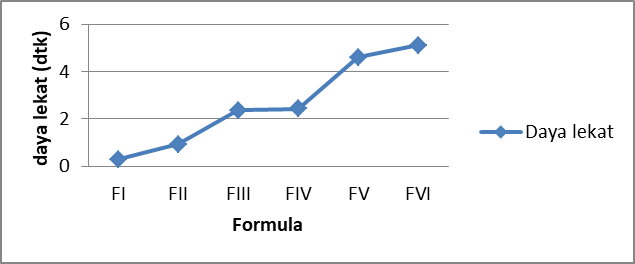 daya lekat (dtk)
6
4
2
0
FI FII FIII FIV FV FVI
Formula
Daya lekat